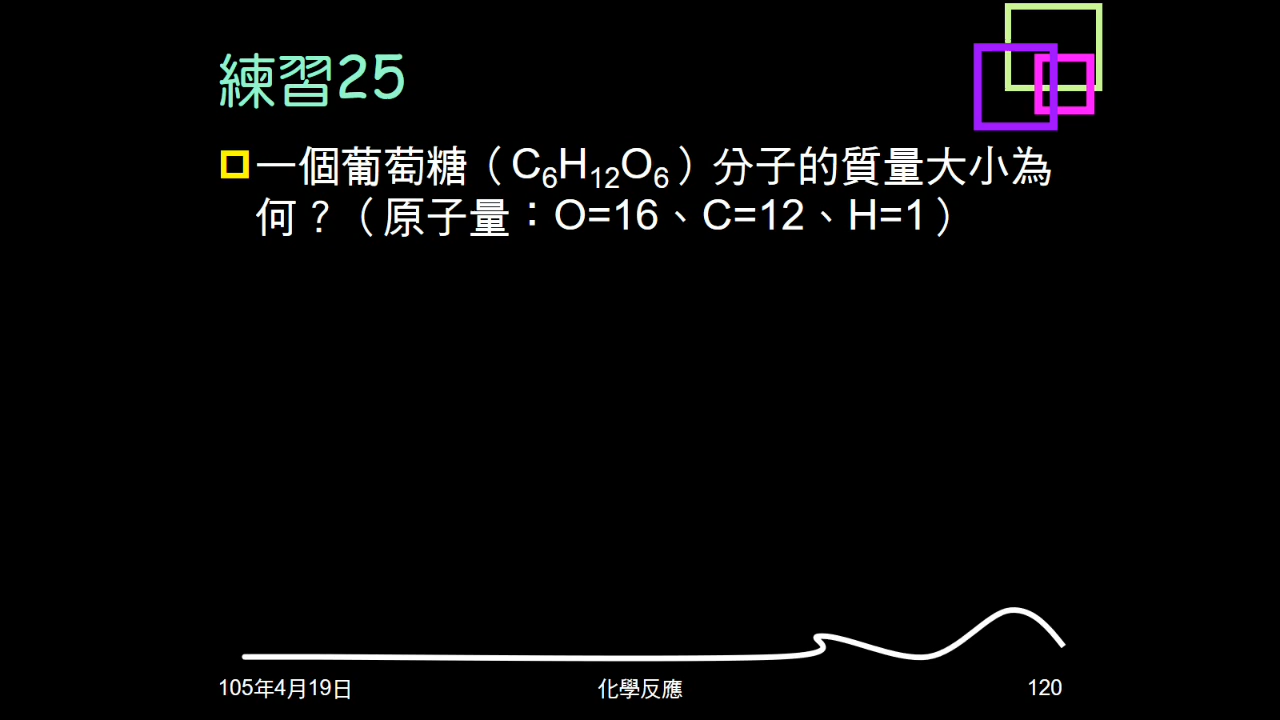 練習25
一個葡萄糖（C₆H₁₂O₆）分子的質量大小為
何？（原子量：O=16、C=12、H=1）
105年4月19日
化學反應
120